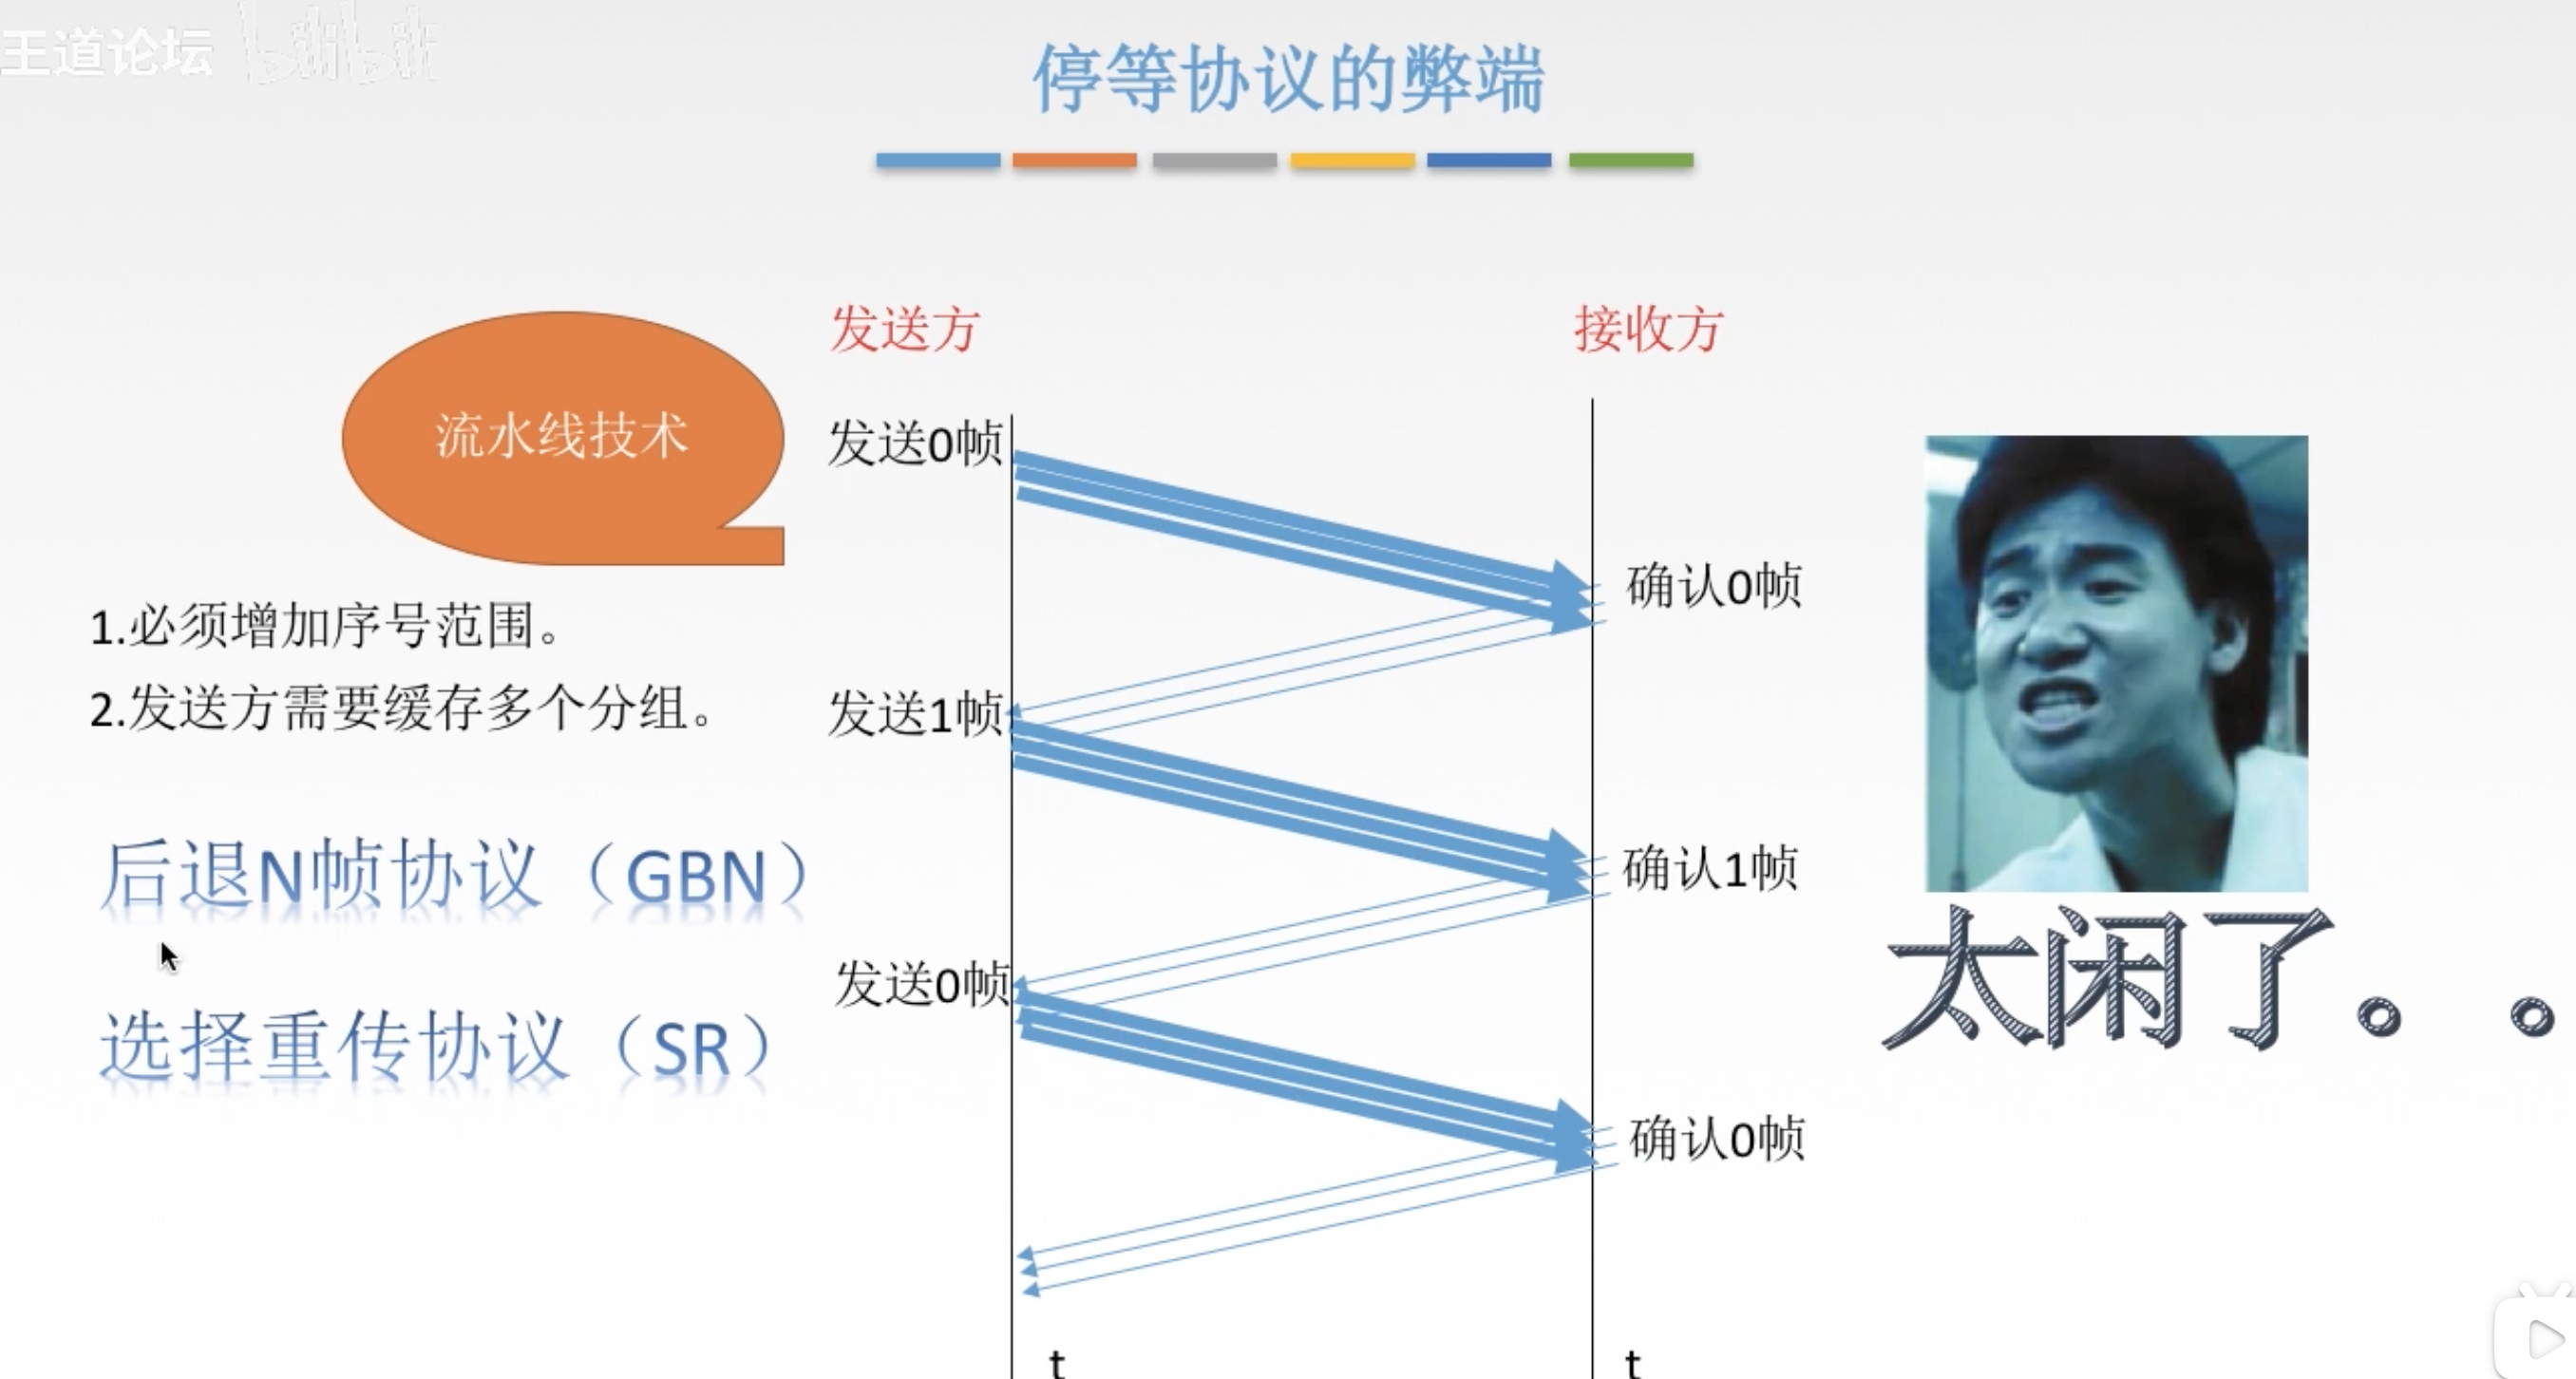 王道论坛 bilibili
停等协议的弊端
发送方
接收方
流水线技术
发送0帧
确认0帧
1.必须增加序号范围。
2.发送方需要缓存多个分组。
发送1帧
确认1帧
后退N帧协议（GBN）
太闲了。。
发送0帧
选择重传协议（SR）
确认0帧
t
t